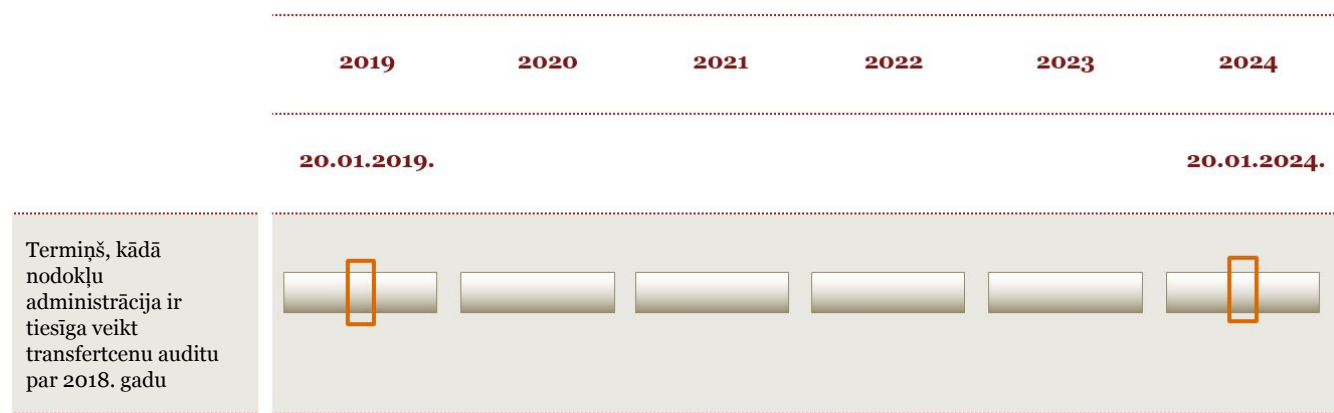 2019 2020 2021 2022 2023 2024
20.01.2019. 20.01.2024.
Termiņš, kādā
nodokļu
administrācija ir
tiesīga veikt
transfertcenu auditu
par 2018. gadu